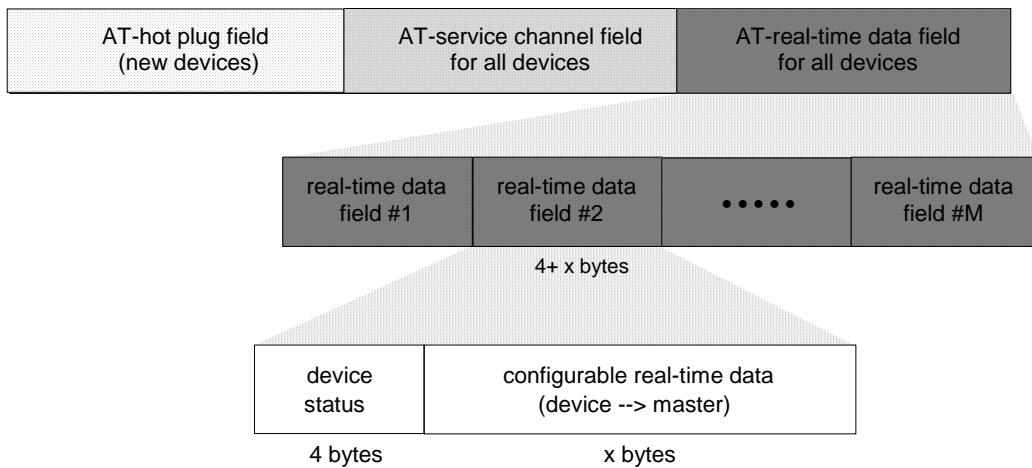 AT-hot plug field
(new devices)
AT-service channel field
for all devices
AT-real-time data field
for all devices
real-time data
field #1
real-time data
field #2
•••••
real-time data
field #M
4+ x bytes
device
status
configurable real-time data
(device --> master)
4 bytes
x bytes